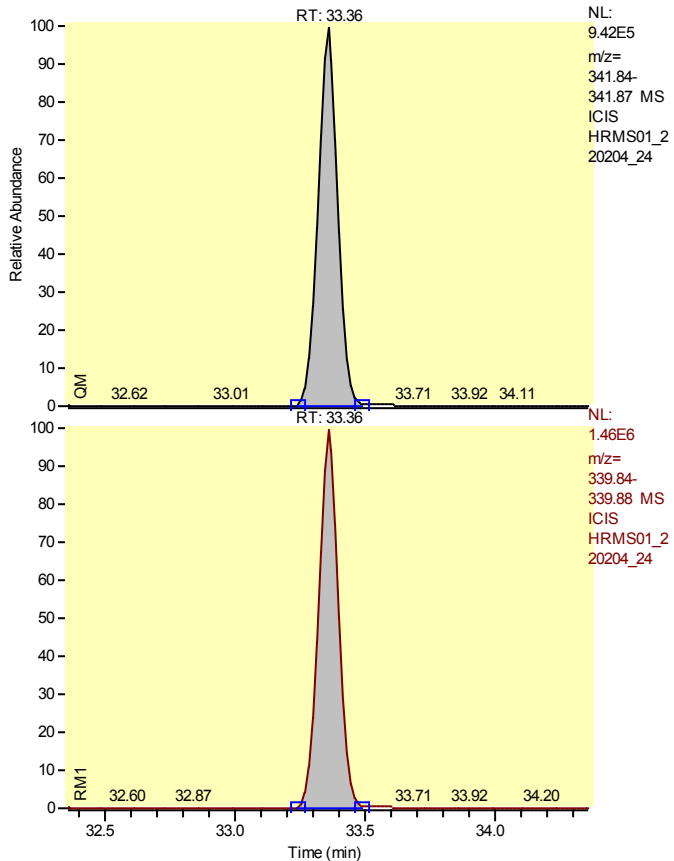 RT: 33.36
NL:
9.42E5
m/z=
341.84-
341.87 MS
ICIS
HRMS01_2
20204_24
100
90
80
70
60
50
40
30
20
10
0
Relative Abundance
QM
32.62 33.01 33.71 33.92 34.11
RT: 33.36
NL:
1.46E6
m/z=
339.84-
339.88 MS
ICIS
HRMS01_2
20204_24
100
90
80
70
60
50
40
30
20
10
0
RM1
32.60 32.87 33.71 33.92 34.20
32.5 33.0 33.5 34.0
Time (min)